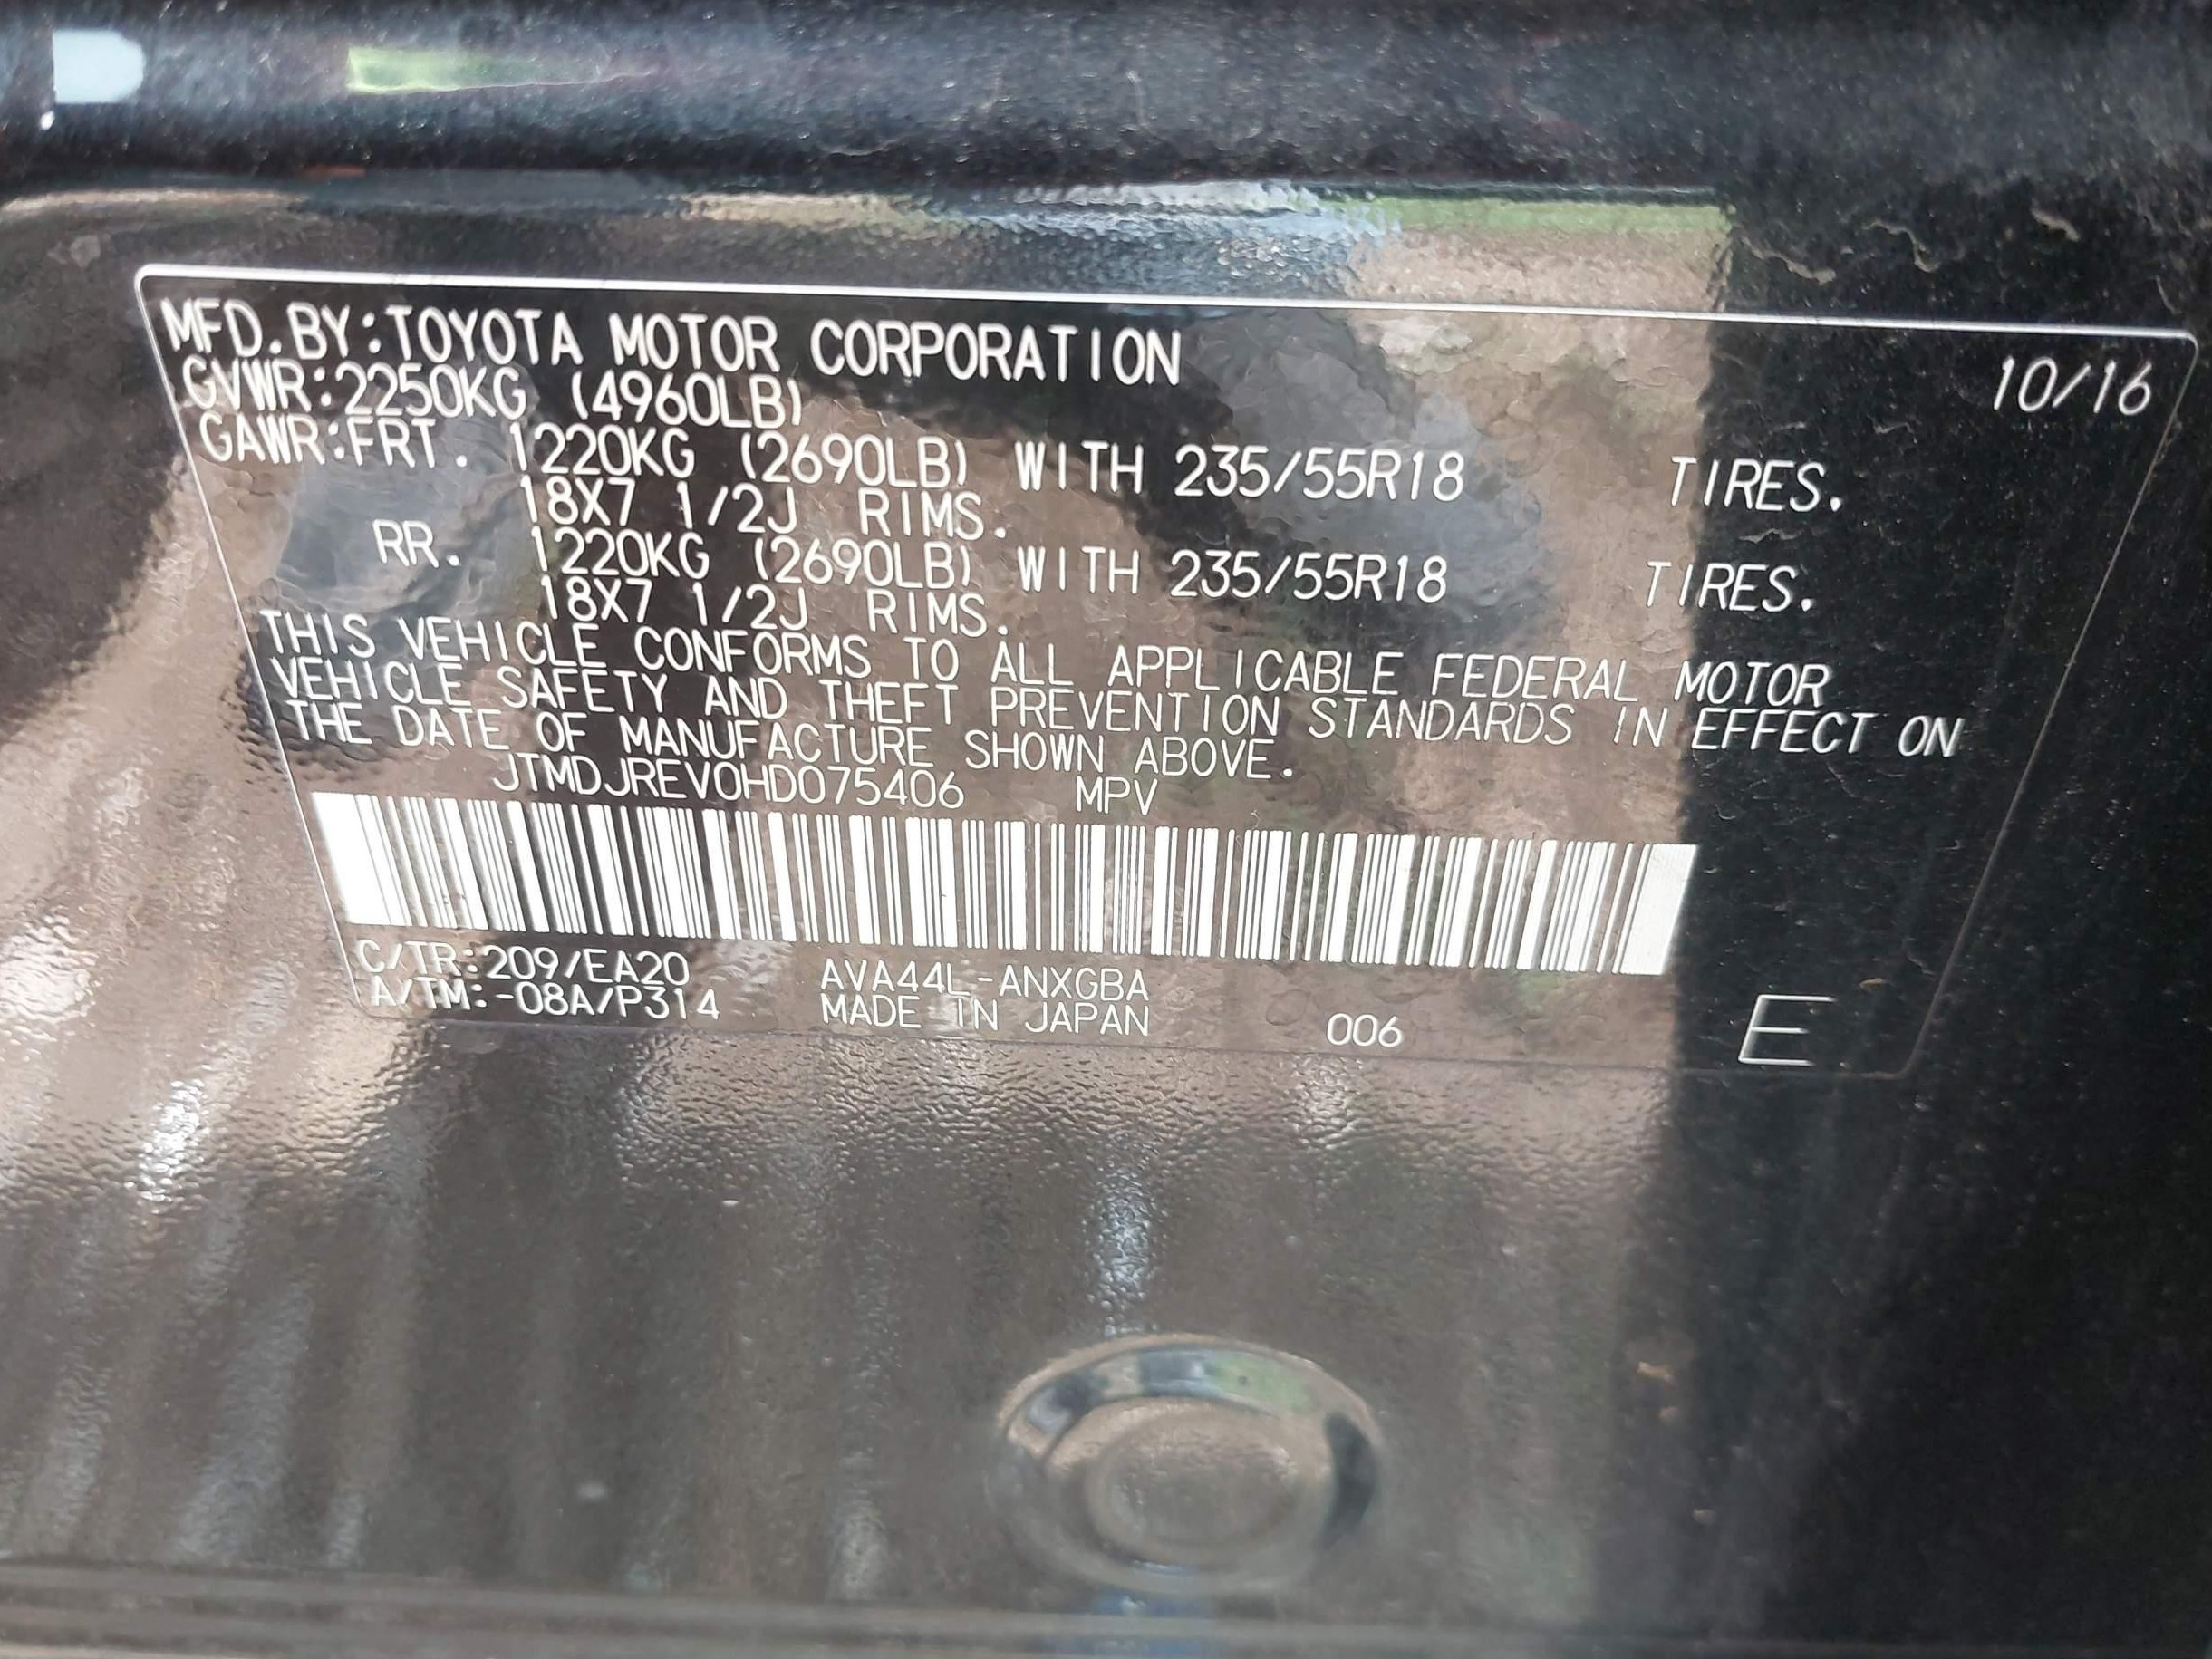 MFD.BY:TOYOTA MOTOR CORPORATION 10/16
GVWR:2250KG (4960LB)
GAWR:FRT. 1220KG (2690LB) WITH 235/55R18 TIRES.
18X7 1/2J RIMS.
RR. 1220KG (2690LB) WITH 235/55R18 TIRES.
18X7 1/2J RIMS.
THIS VEHICLE CONFORMS TO ALL APPLICABLE FEDERAL MOTOR
VEHICLE SAFETY AND THEFT PREVENTION STANDARDS IN EFFECT ON
THE DATE OF MANUFACTURE SHOWN ABOVE.
JTMDJREV0HD075406 MPV
C/TR:209/EA20 AVA44L-ANXGBA
A/TM:-08A/P314 MADE IN JAPAN 006 E